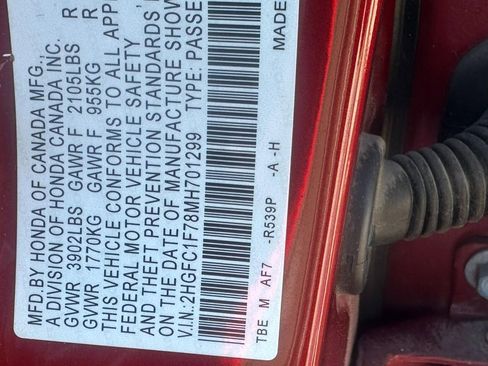 MFD.BY HONDA OF CANADA MFG.,
A DIVISION OF HONDA CANADA INC.
GVWR 3902LBS GAWR F 2105LBS R
GVWR 1770KG GAWR F 955KG R
THIS VEHICLE CONFORMS TO ALL APP
FEDERAL MOTOR VEHICLE SAFETY
AND THEFT PREVENTION STANDARDS
ON THE DATE OF MANUFACTURE SHOW
V.I.N.: 2HGFC1F78MH701299 TYPE: PASSE
TBE M AF7 -R539P -A-H
MADE